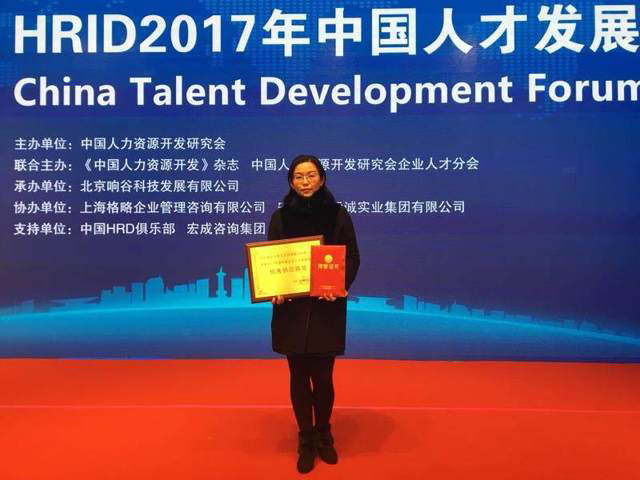 HRID2017年中国人才发展
China Talent Development Forum
主办单位：中国人力资源开发研究会
联合主办：《中国人力资源开发》杂志 中国人力资源开发研究会企业人才分会
承办单位：北京响谷科技发展有限公司
协办单位：上海格略企业管理咨询有限公司 诚实业集团有限公司
支持单位：中国HRD俱乐部 宏成咨询集团
荣誉证书